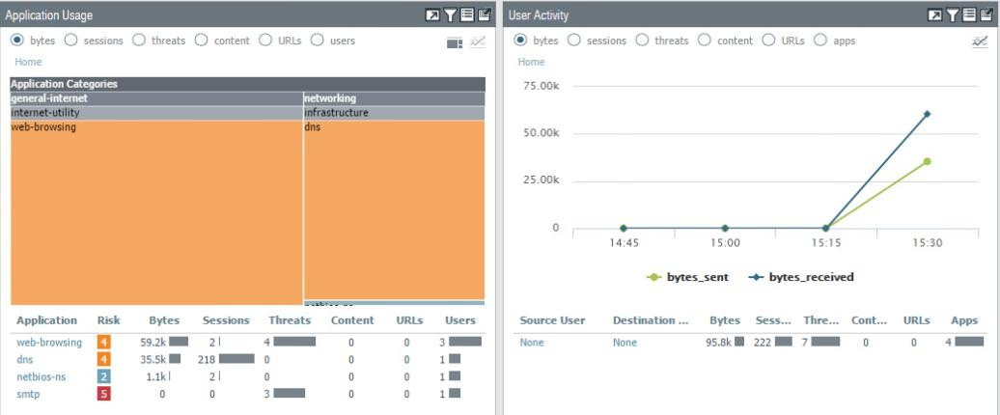 Application Usage
bytes sessions threats content URLs users
Home
Application Categories
general-internet networking
internet-utility infrastructure
web-browsing dns
Application Risk Bytes Sessions Threats Content URLs Users
web-browsing 4 59.2k 2 4 0 0 3
dns 4 35.5k 218 0 0 0 1
netbios-ns 2 1.1k 2 0 0 0 1
smtp 5 0 0 3 0 0 1
User Activity
bytes sessions threats content URLs apps
Home
75.00k
50.00k
25.00k
0
14:45 15:00 15:15 15:30
bytes_sent bytes_received
Source User Destination ... Bytes Sess... Thre... Cont... URLs Apps
None None 95.8k 222 7 0 0 4